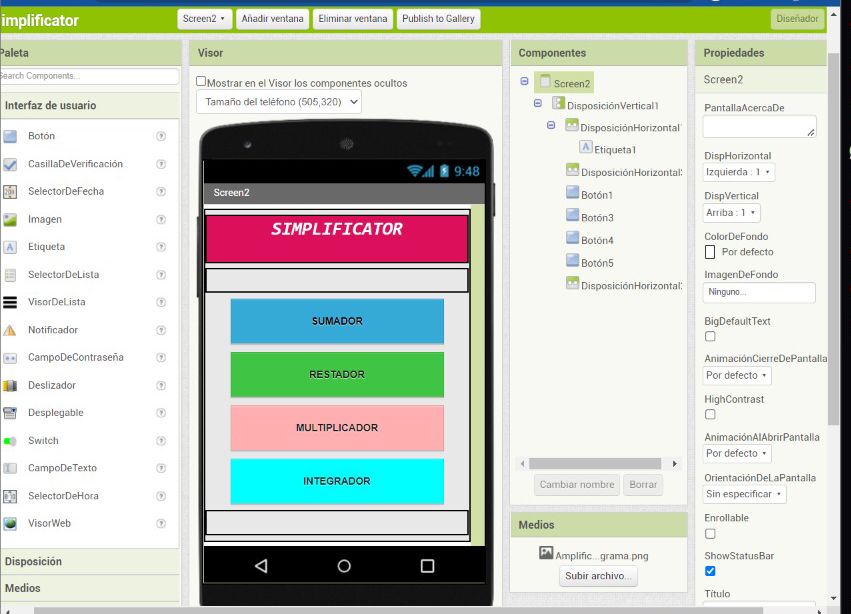 implificator
Screen2
Añadir ventana
Eliminar ventana
Publish to Gallery
Diseñador
Paleta
Search Components...
Interfaz de usuario
Botón
CasillaDeVerificación
SelectorDeFecha
Imagen
Etiqueta
SelectorDeLista
VisorDeLista
Notificador
CampoDeContraseña
Deslizador
Desplegable
Switch
CampoDeTexto
SelectorDeHora
VisorWeb
Disposición
Medios
Visor
Mostrar en el Visor los componentes ocultos
Tamaño del teléfono (505,320)
9:48
Screen2
SIMPLIFICATOR
SUMADOR
RESTADOR
MULTIPLICADOR
INTEGRADOR
Componentes
Screen2
DisposiciónVertical1
DisposiciónHorizontal
Etiqueta1
DisposiciónHorizontal
Botón1
Botón3
Botón4
Botón5
DisposiciónHorizontal
Cambiar nombre
Borrar
Medios
Amplific...grama.png
Subir archivo...
Propiedades
Screen2
PantallaAcercaDe
DispHorizontal
Izquierda : 1
DispVertical
Arriba : 1
ColorDeFondo
Por defecto
ImagenDeFondo
Ninguno...
BigDefaultText
AnimaciónCierreDePantalla
Por defecto
HighContrast
AnimaciónAlAbrirPantalla
Por defecto
OrientaciónDeLaPantalla
Sin especificar
Enrollable
ShowStatusBar
Título